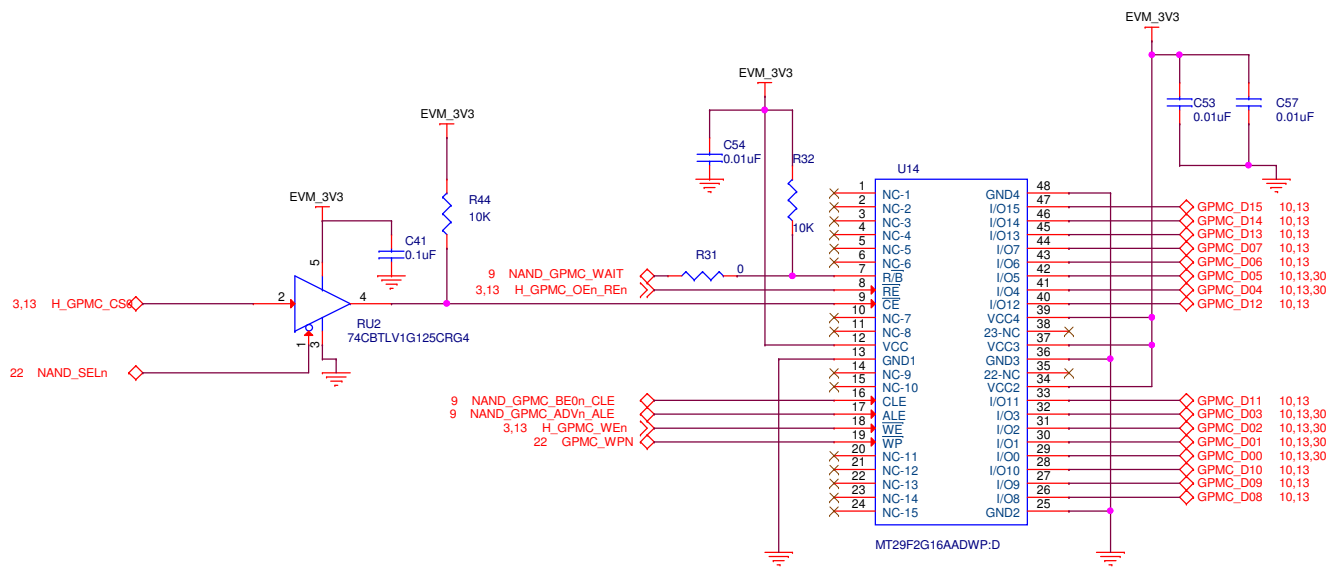 EVM_3V3
EVM_3V3
C53
0.01uF
C57
0.01uF
EVM_3V3
C54
0.01uF
R32
10K
EVM_3V3
R44
10K
EVM_3V3
C41
0.1uF
5
2
4
1
3
RU2
74CBTLV1G125CRG4
3,13 H_GPMC_CS0
22 NAND_SELn
R31
0
9 NAND_GPMC_WAIT
3,13 H_GPMC_OEn_REn
9 NAND_GPMC_BE0n_CLE
9 NAND_GPMC_ADVn_ALE
3,13 H_GPMC_WEn
22 GPMC_WPN
U14
1 NC-1
2 NC-2
3 NC-3
4 NC-4
5 NC-5
6 NC-6
7 R/B
8 RE
9 CE
10 NC-7
11 NC-8
12 VCC
13 GND1
14 NC-9
15 NC-10
16 CLE
17 ALE
18 WE
19 WP
20 NC-11
21 NC-12
22 NC-13
23 NC-14
24 NC-15
GND4 48
I/O15 47 GPMC_D15 10,13
I/O14 46 GPMC_D14 10,13
I/O13 45 GPMC_D13 10,13
I/O7 44 GPMC_D07 10,13
I/O6 43 GPMC_D06 10,13
I/O5 42 GPMC_D05 10,13,30
I/O4 41 GPMC_D04 10,13,30
I/O12 40 GPMC_D12 10,13
VCC4 39
23-NC 38
VCC3 37
GND3 36
22-NC 35
VCC2 34
I/O11 33 GPMC_D11 10,13
I/O3 32 GPMC_D03 10,13,30
I/O2 31 GPMC_D02 10,13,30
I/O1 30 GPMC_D01 10,13,30
I/O0 29 GPMC_D00 10,13,30
I/O10 28 GPMC_D10 10,13
I/O9 27 GPMC_D09 10,13
I/O8 26 GPMC_D08 10,13
GND2 25
MT29F2G16AADWP:D